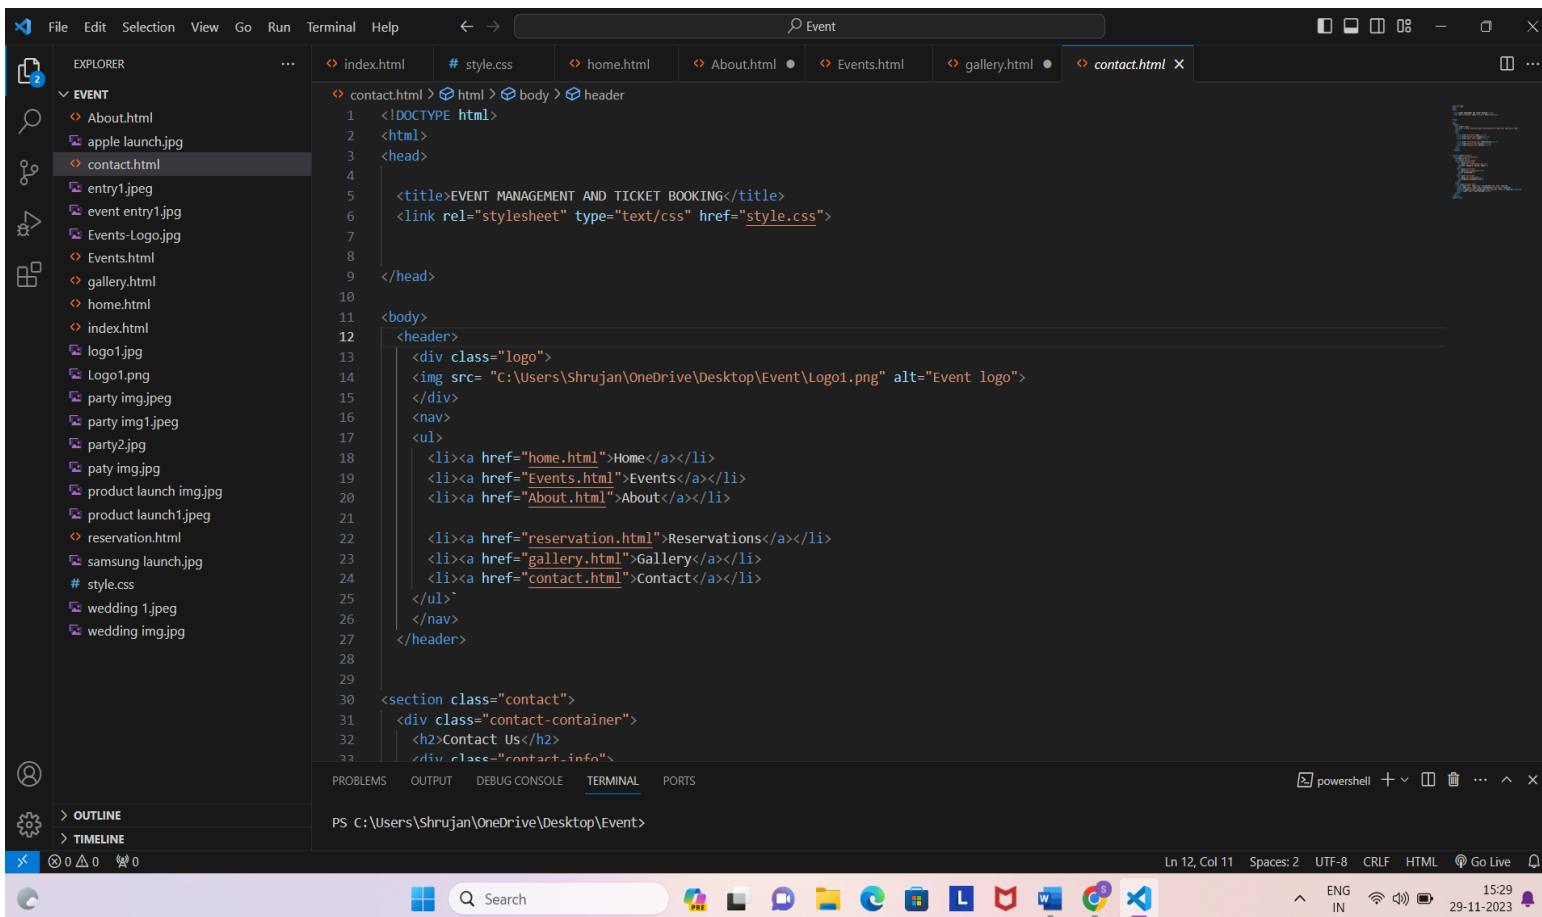 File Edit Selection View Go Run Terminal Help
Event
EXPLORER
index.html
style.css
home.html
About.html
Events.html
gallery.html
contact.html
EVENT
About.html
apple launch.jpg
contact.html
entry1.jpeg
event entry1.jpg
Events-Logo.jpg
Events.html
gallery.html
home.html
index.html
logo1.jpg
Logo1.png
party img.jpeg
party img1.jpeg
party2.jpg
paty img.jpg
product launch img.jpg
product launch1.jpeg
reservation.html
samsung launch.jpg
style.css
wedding 1.jpeg
wedding img.jpg
OUTLINE
TIMELINE
contact.html > html > body > header
1 <!DOCTYPE html>
2 <html>
3 <head>
4
5 <title>EVENT MANAGEMENT AND TICKET BOOKING</title>
6 <link rel="stylesheet" type="text/css" href="style.css">
7
8
9 </head>
10
11 <body>
12 <header>
13 <div class="logo">
14 <img src= "C:\Users\Shrujan\OneDrive\Desktop\Event\Logo1.png" alt="Event logo">
15 </div>
16 <nav>
17 <ul>
18 <li><a href="home.html">Home</a></li>
19 <li><a href="Events.html">Events</a></li>
20 <li><a href="About.html">About</a></li>
21
22 <li><a href="reservation.html">Reservations</a></li>
23 <li><a href="gallery.html">Gallery</a></li>
24 <li><a href="contact.html">Contact</a></li>
25 </ul>`
26 </nav>
27 </header>
28
29
30 <section class="contact">
31 <div class="contact-container">
32 <h2>Contact Us</h2>
33 <div class="contact-info">
PROBLEMS OUTPUT DEBUG CONSOLE TERMINAL PORTS
powershell
PS C:\Users\Shrujan\OneDrive\Desktop\Event>
0 0 0
Ln 12, Col 11 Spaces: 2 UTF-8 CRLF HTML Go Live
Search
PRE
L
W
S
ENG
IN
15:29
29-11-2023
2